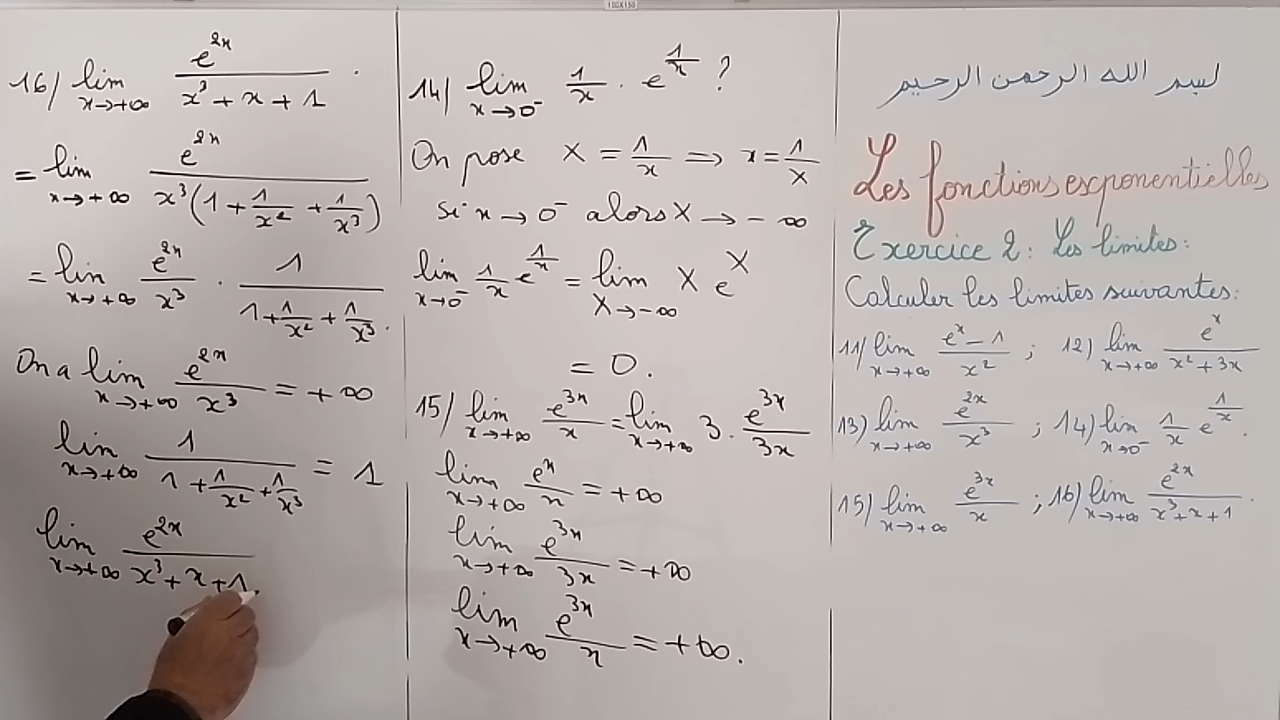 100X150
16/ lim x→+∞ e^{2x} / (x³ + x + 1) .
= lim x→+∞ e^{2x} / (x³(1 + 1/x² + 1/x³))
= lim x→+∞ e^{2x}/x³ . 1 / (1 + 1/x² + 1/x³) .
On a lim x→+∞ e^{2x}/x³ = +∞
lim x→+∞ 1 / (1 + 1/x² + 1/x³) = 1
lim x→+∞ e^{2x} / (x³ + x + 1)
14/ lim x→0⁻ 1/x . e^{1/x} ?
On pose X = 1/x ⟹ x = 1/X
si x → 0⁻ alors X → -∞
lim x→0⁻ 1/x e^{1/x} = lim X→-∞ X e^X
= 0.
15/ lim x→+∞ e^{3x}/x = lim x→+∞ 3 . e^{3x}/3x
lim x→+∞ e^x/x = +∞
lim x→+∞ e^{3x}/3x = +∞
lim x→+∞ e^{3x}/x = +∞.
بسم الله الرحمن الرحيم
Les fonctions exponentielles
Exercice 2 : Les limites :
Calculer les limites suivantes :
11/ lim x→+∞ (e^x - 1)/x² ; 12) lim x→+∞ e^x/(x² + 3x)
13) lim x→+∞ e^{2x}/x³ ; 14) lim x→0⁻ 1/x e^{1/x} .
15) lim x→+∞ e^{3x}/x ; 16) lim x→+∞ e^{2x}/(x³ + x + 1) .